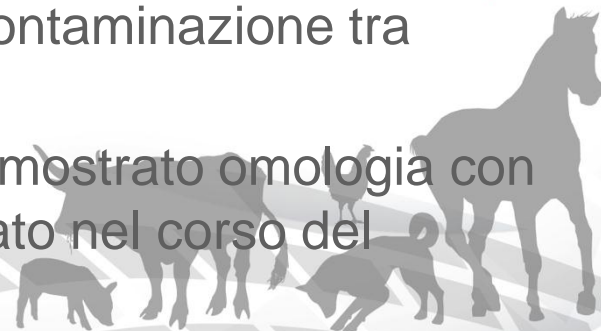 ontaminazione tra
mostrato omologia con
ato nel corso del